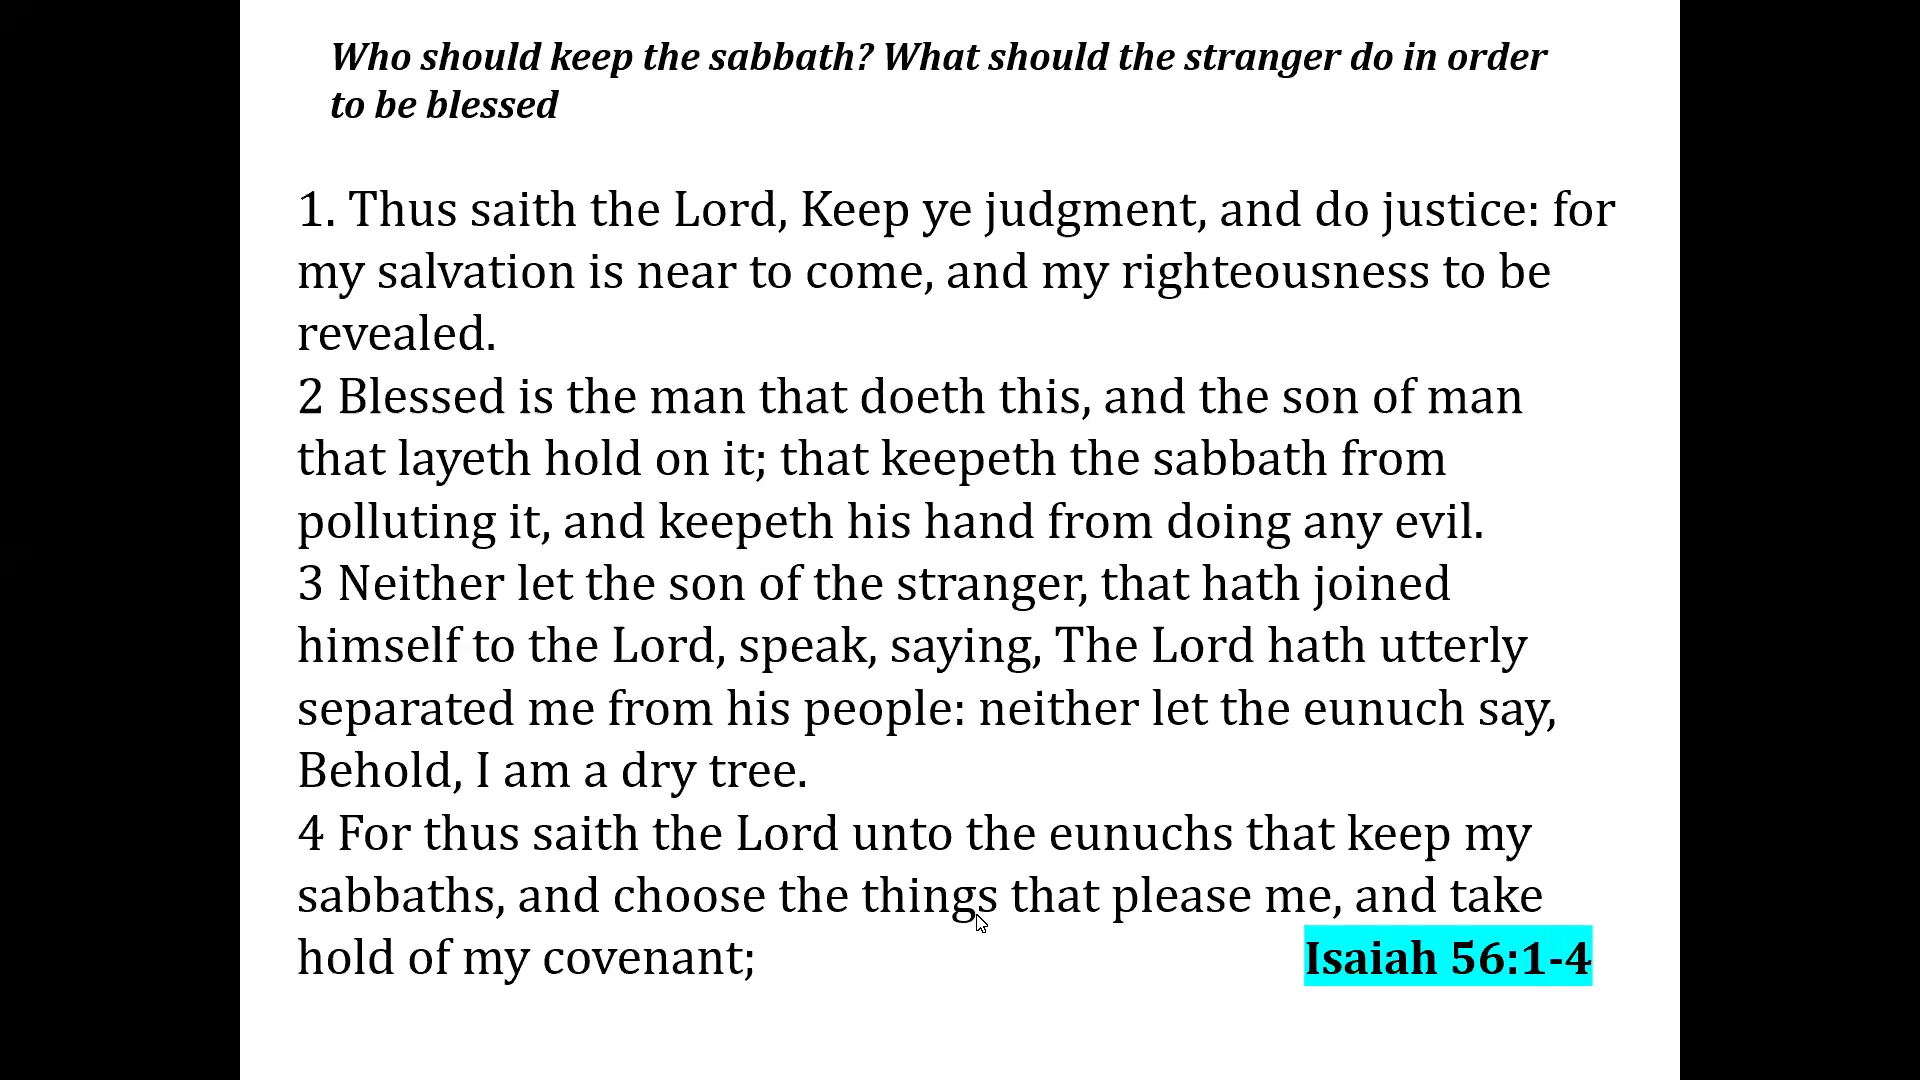 Who should keep the sabbath? What should the stranger do in order
to be blessed
1. Thus saith the Lord, Keep ye judgment, and do justice: for
my salvation is near to come, and my righteousness to be
revealed.
2 Blessed is the man that doeth this, and the son of man
that layeth hold on it; that keepeth the sabbath from
polluting it, and keepeth his hand from doing any evil.
3 Neither let the son of the stranger, that hath joined
himself to the Lord, speak, saying, The Lord hath utterly
separated me from his people: neither let the eunuch say,
Behold, I am a dry tree.
4 For thus saith the Lord unto the eunuchs that keep my
sabbaths, and choose the things that please me, and take
hold of my covenant; Isaiah 56:1-4